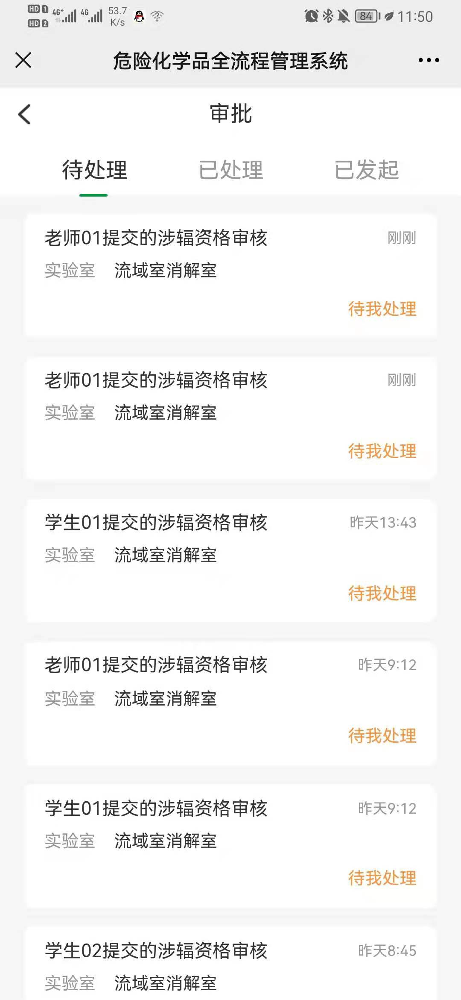 HD 1 4G+ 4G 53.7 K/s 84 11:50
HD 2
危险化学品全流程管理系统
审批
待处理 已处理 已发起
老师01提交的涉辐资格审核 刚刚
实验室 流域室消解室
待我处理
老师01提交的涉辐资格审核 刚刚
实验室 流域室消解室
待我处理
学生01提交的涉辐资格审核 昨天13:43
实验室 流域室消解室
待我处理
老师01提交的涉辐资格审核 昨天9:12
实验室 流域室消解室
待我处理
学生01提交的涉辐资格审核 昨天9:12
实验室 流域室消解室
待我处理
学生02提交的涉辐资格审核 昨天8:45
实验室 流域室消解室